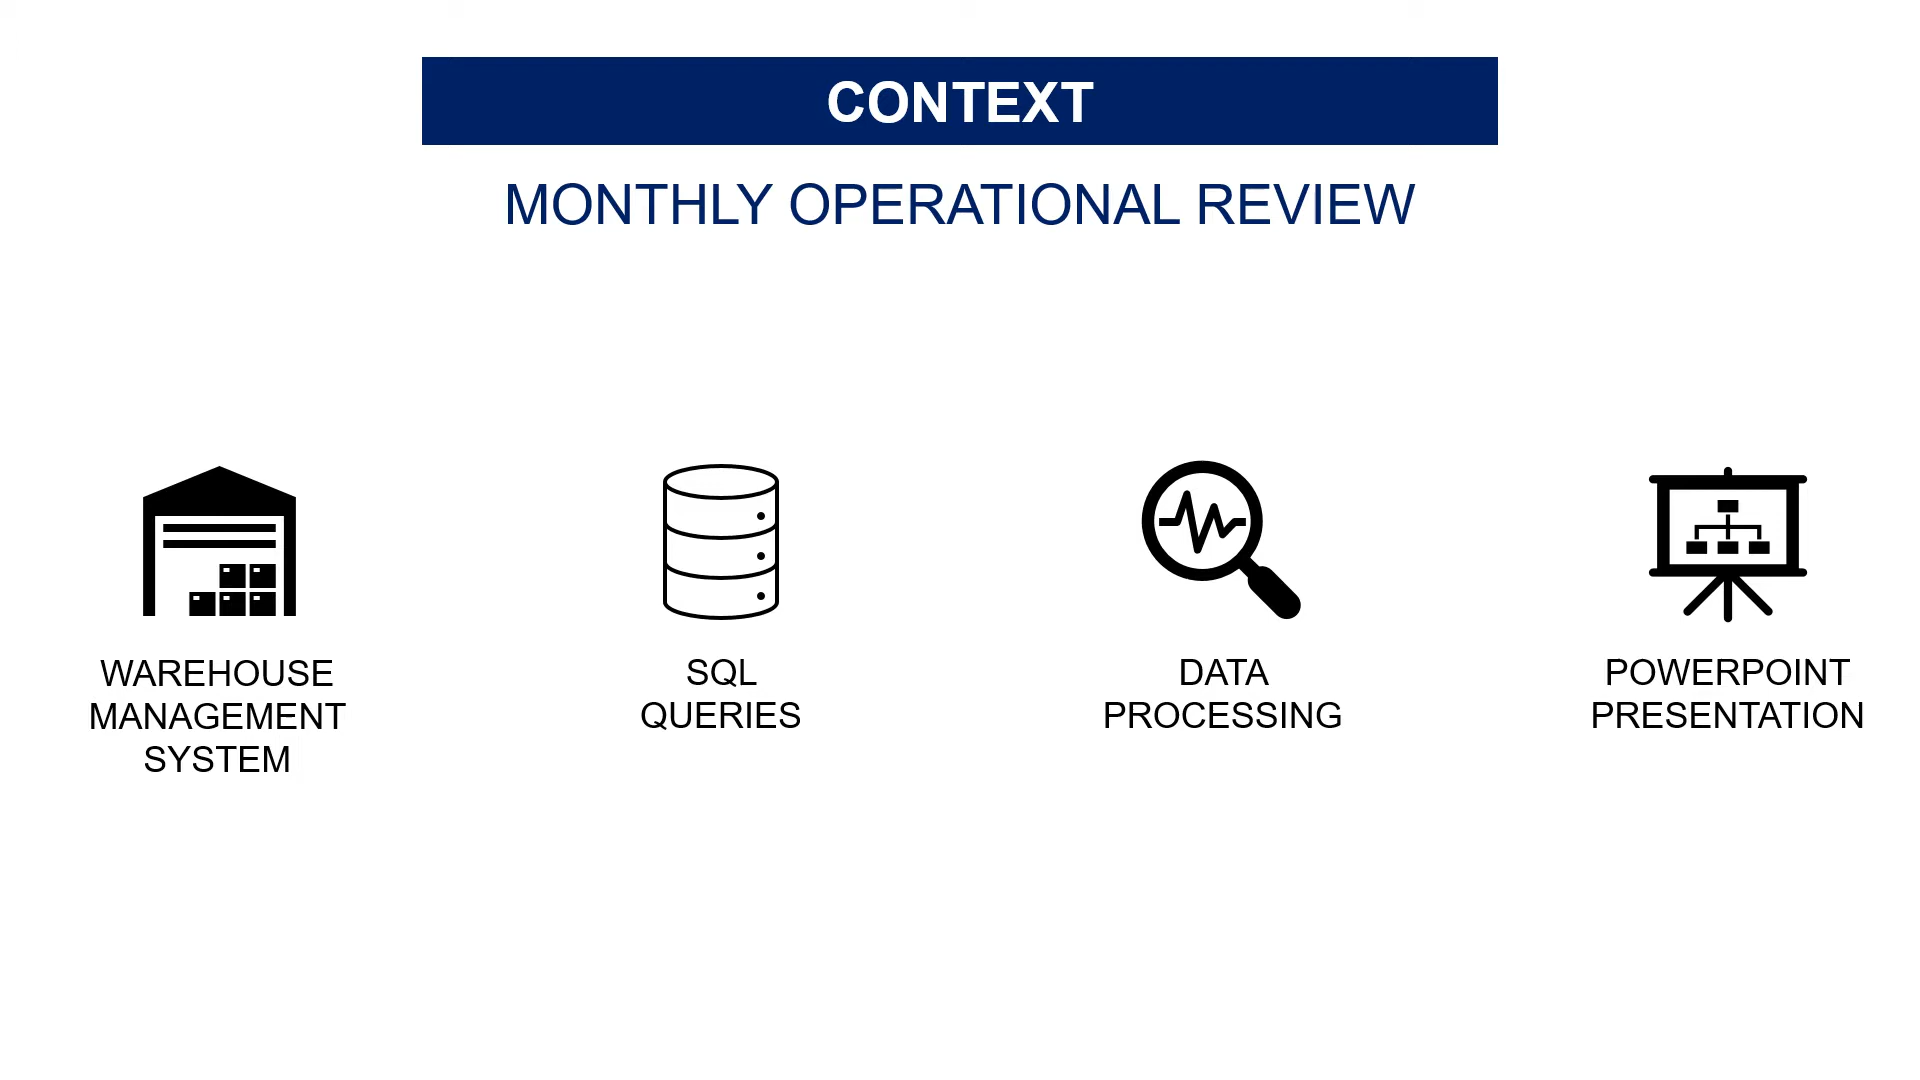 CONTEXT
MONTHLY OPERATIONAL REVIEW
WAREHOUSE
MANAGEMENT
SYSTEM
SQL
QUERIES
DATA
PROCESSING
POWERPOINT
PRESENTATION